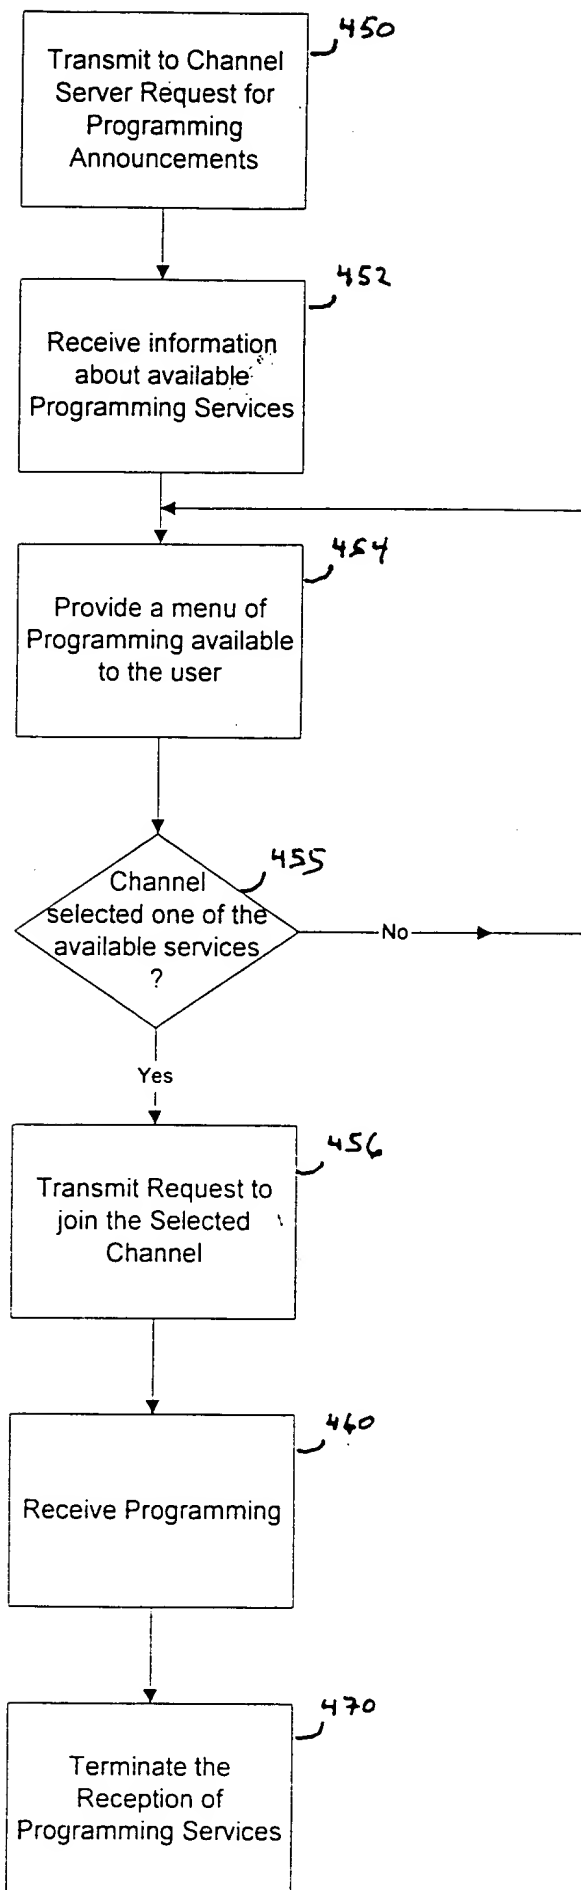 450
Transmit to Channel
Server Request for
Programming
Announcements
452
Receive information
about available
Programming Services
454
Provide a menu of
Programming available
to the user
455
Channel
selected one of the
available services
?
No
Yes
456
Transmit Request to
join the Selected
Channel
460
Receive Programming
470
Terminate the
Reception of
Programming Services